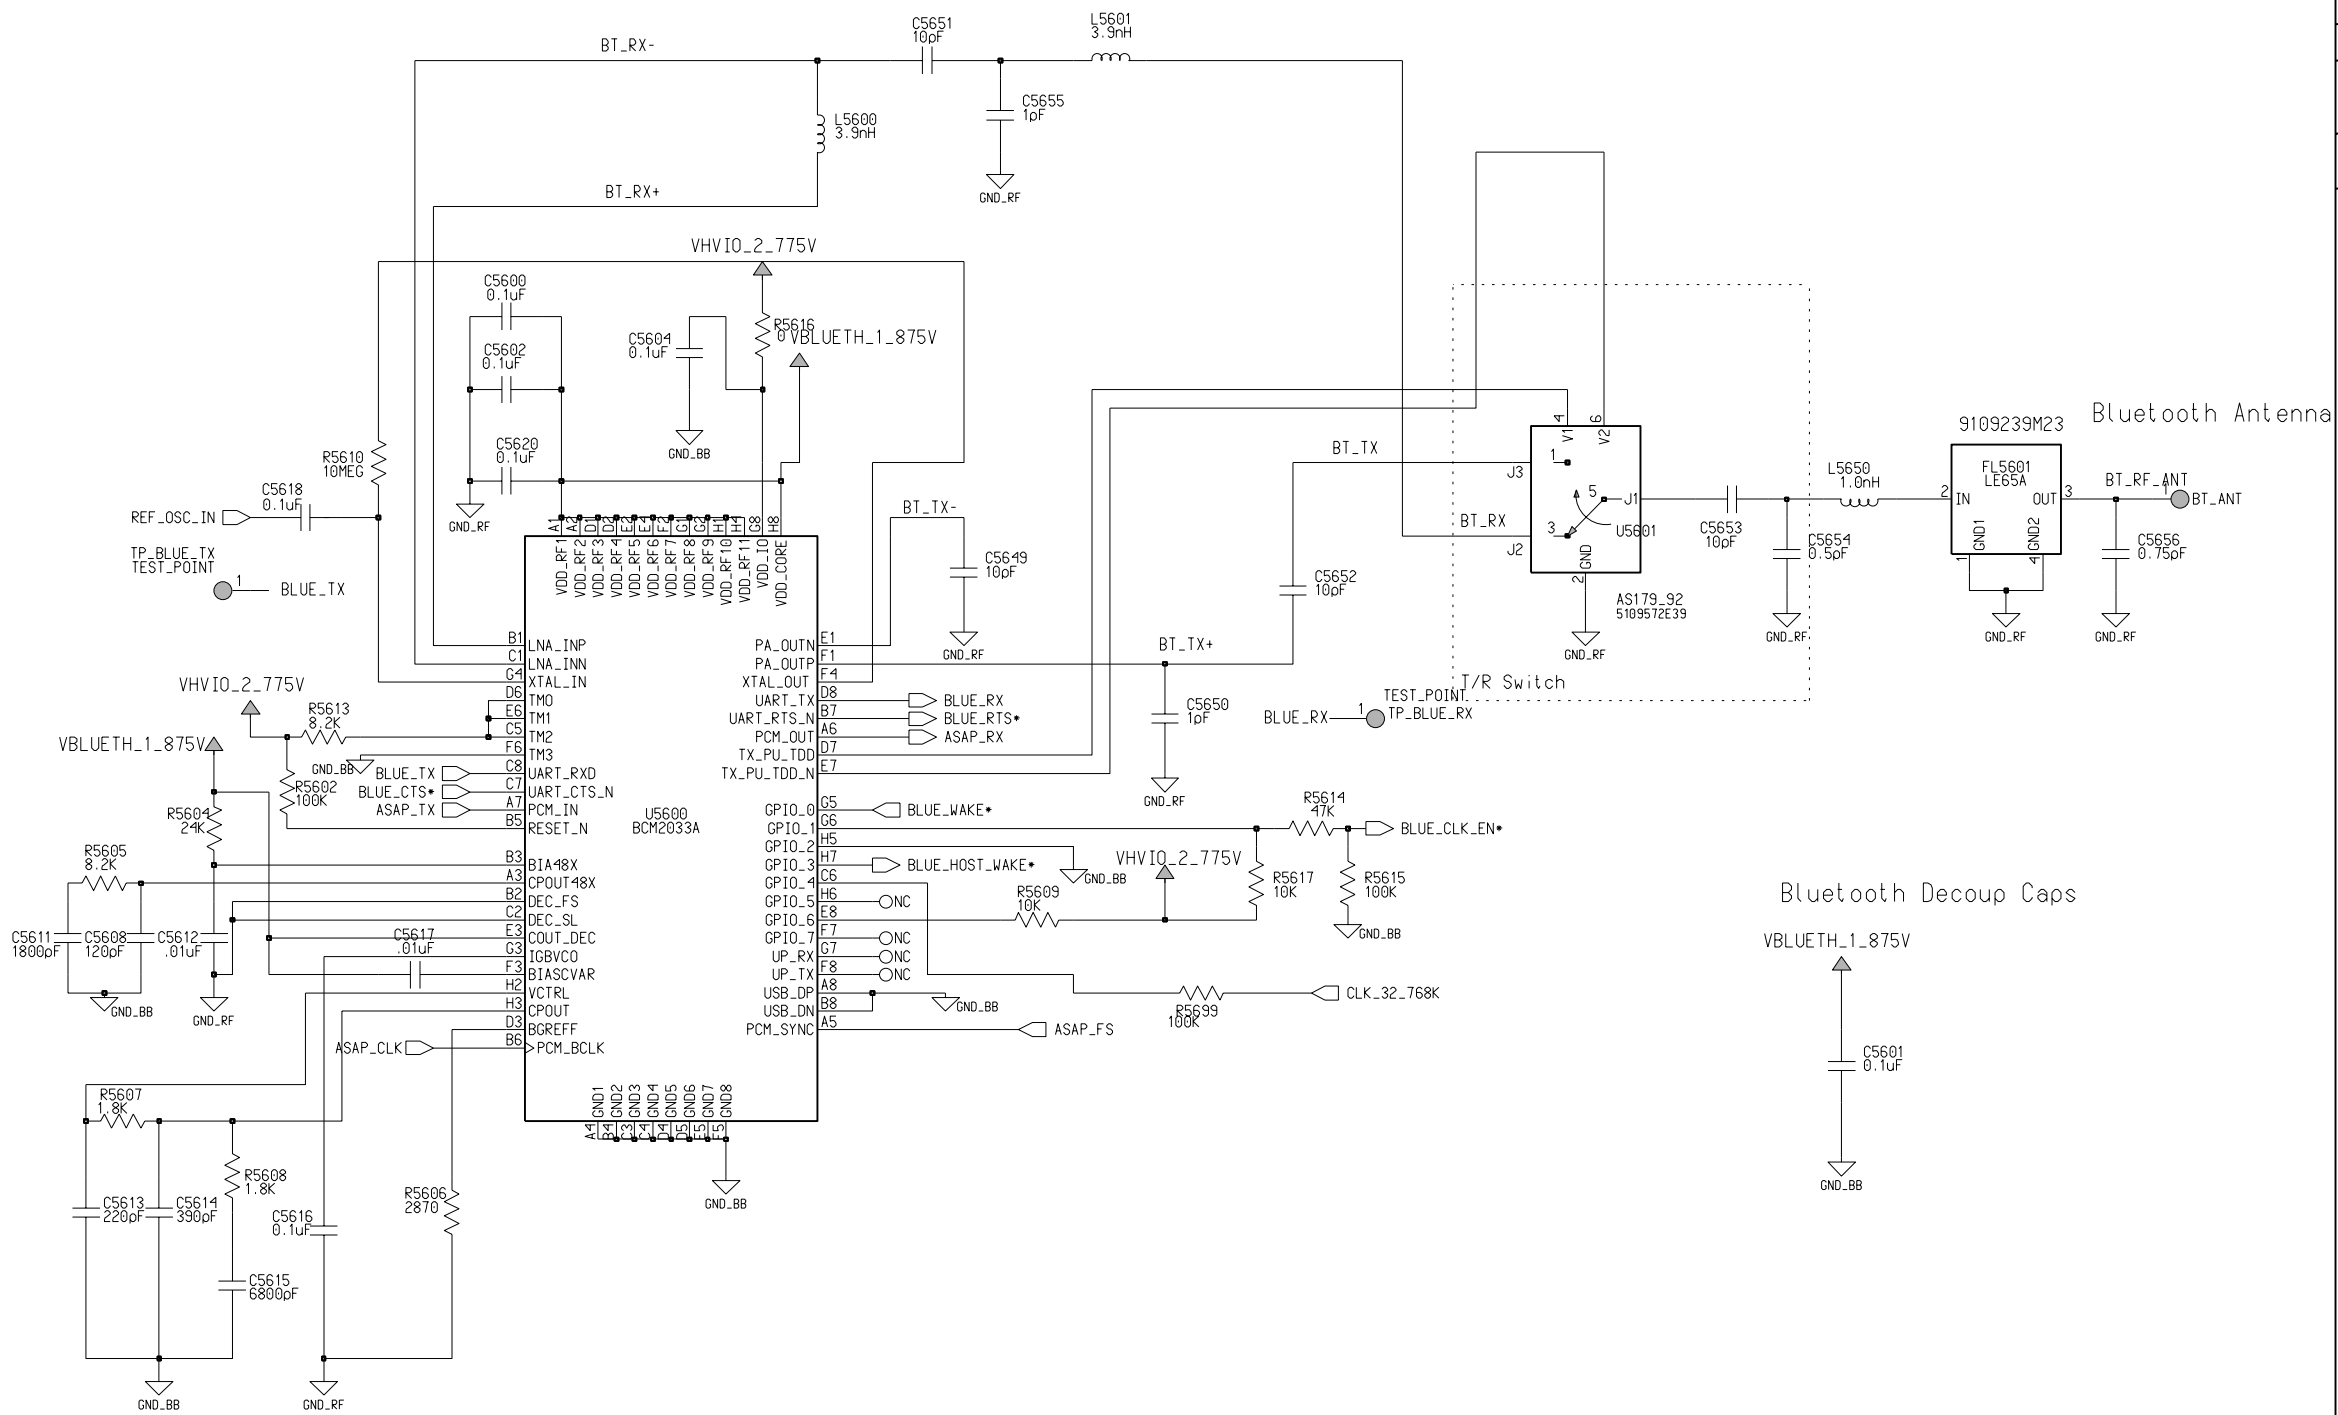 C5651
10pF
L5601
3.9nH
BT_RX-
C5655
1pF
GND_RF
L5600
3.9nH
BT_RX+
VHVIO_2_775V
C5600
0.1uF
C5602
0.1uF
C5604
0.1uF
R5616
0
VBLUETH_1_875V
GND_BB
C5620
0.1uF
GND_RF
R5610
10MEG
C5618
0.1uF
REF_OSC_IN
TP_BLUE_TX
TEST_POINT
1
BLUE_TX
BT_TX-
C5649
10pF
GND_RF
BT_TX
BT_RX
C5652
10pF
BT_TX+
C5650
1pF
GND_RF
4
6
V1
V2
J3
1
5
J1
3
J2
U5601
GND
2
AS179_92
5109572E39
GND_RF
T/R Switch
C5653
10pF
C5654
0.5pF
GND_RF
L5650
1.0nH
9109239M23
FL5601
LE65A
2
IN
OUT
3
GND1
GND2
1
4
GND_RF
Bluetooth Antenna
BT_RF_ANT
1
BT_ANT
C5656
0.75pF
GND_RF
TEST_POINT
BLUE_RX
1
TP_BLUE_RX
A1
A2
D1
D2
E2
E4
F2
G1
G2
H1
H4
G8
H8
VDD_RF1
VDD_RF2
VDD_RF3
VDD_RF4
VDD_RF5
VDD_RF6
VDD_RF7
VDD_RF8
VDD_RF9
VDD_RF10
VDD_RF11
VDD_IO
VDD_CORE
U5600
BCM2033A
B1 LNA_INP
C1 LNA_INN
G4 XTAL_IN
D6 TM0
E6 TM1
C5 TM2
F6 TM3
C8 UART_RXD
C7 UART_CTS_N
A7 PCM_IN
B5 RESET_N
B3 BIA48X
A3 CPOUT48X
B2 DEC_FS
C2 DEC_SL
E3 COUT_DEC
G3 IGBVCO
F3 BIASCVAR
H2 VCTRL
H3 CPOUT
D3 BGREFF
B6 PCM_BCLK
PA_OUTN E1
PA_OUTP F1
XTAL_OUT F4
UART_TX D8 BLUE_RX
UART_RTS_N B7 BLUE_RTS*
PCM_OUT A6 ASAP_RX
TX_PU_TDD D7
TX_PU_TDD_N E7
GPIO_0 G5 BLUE_WAKE*
GPIO_1 G6
GPIO_2 H5
GPIO_3 H7 BLUE_HOST_WAKE*
GPIO_4 C6
GPIO_5 H6 NC
GPIO_6 E8
GPIO_7 F7 NC
UP_RX G7 NC
UP_TX F8 NC
USB_DP A8
USB_DN B8
PCM_SYNC A5 ASAP_FS
GND_BB
GND_BB
VHVIO_2_775V
R5609
10K
R5614
47K
BLUE_CLK_EN*
R5617
10K
R5615
100K
GND_BB
R5699
100K
CLK_32_768K
VHVIO_2_775V
R5613
8.2K
VBLUETH_1_875V
GND_BB
BLUE_TX
BLUE_CTS*
ASAP_TX
R5602
100K
R5604
24K
R5605
8.2K
C5611
1800pF
C5608
120pF
C5612
.01uF
C5617
.01uF
GND_BB
GND_RF
ASAP_CLK
R5607
1.8K
R5608
1.8K
C5613
220pF
C5614
390pF
C5616
0.1uF
R5606
2870
C5615
6800pF
GND_BB
GND_RF
GND1
GND2
GND3
GND4
GND5
GND6
GND7
GND8
A4
B4
C3
C4
D4
D5
E5
F5
GND_BB
Bluetooth Decoup Caps
VBLUETH_1_875V
C5601
0.1uF
GND_BB